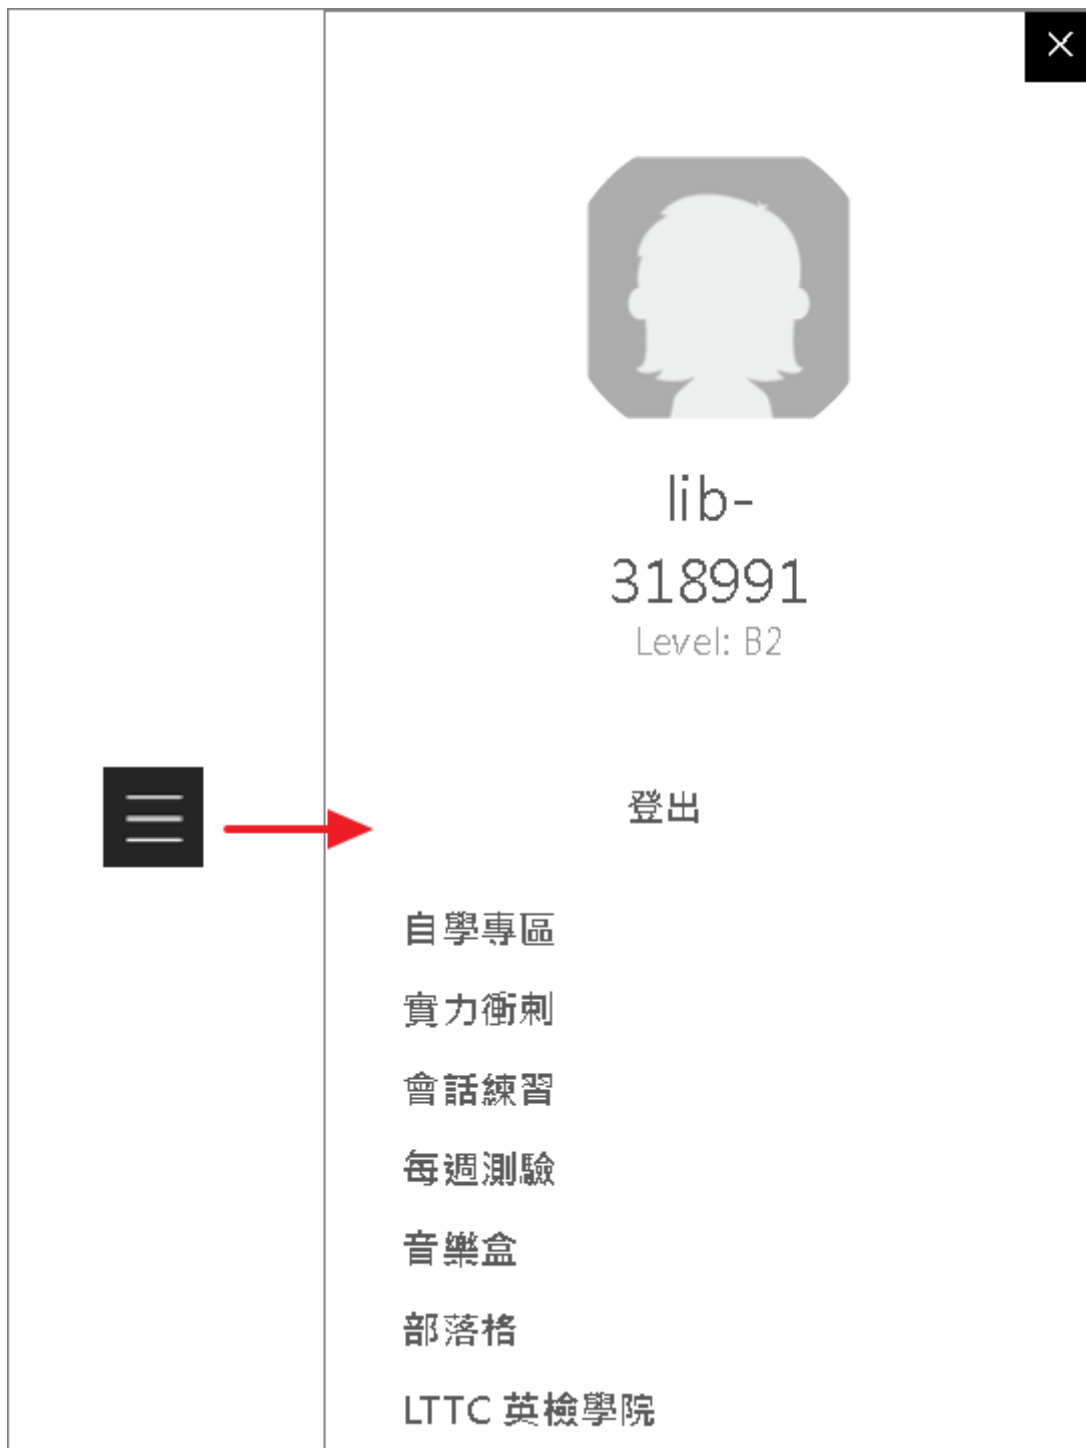 lib-
318991
Level: B2
登出
自學專區
實力衝刺
會話練習
每週測驗
音樂盒
部落格
LTTC 英檢學院